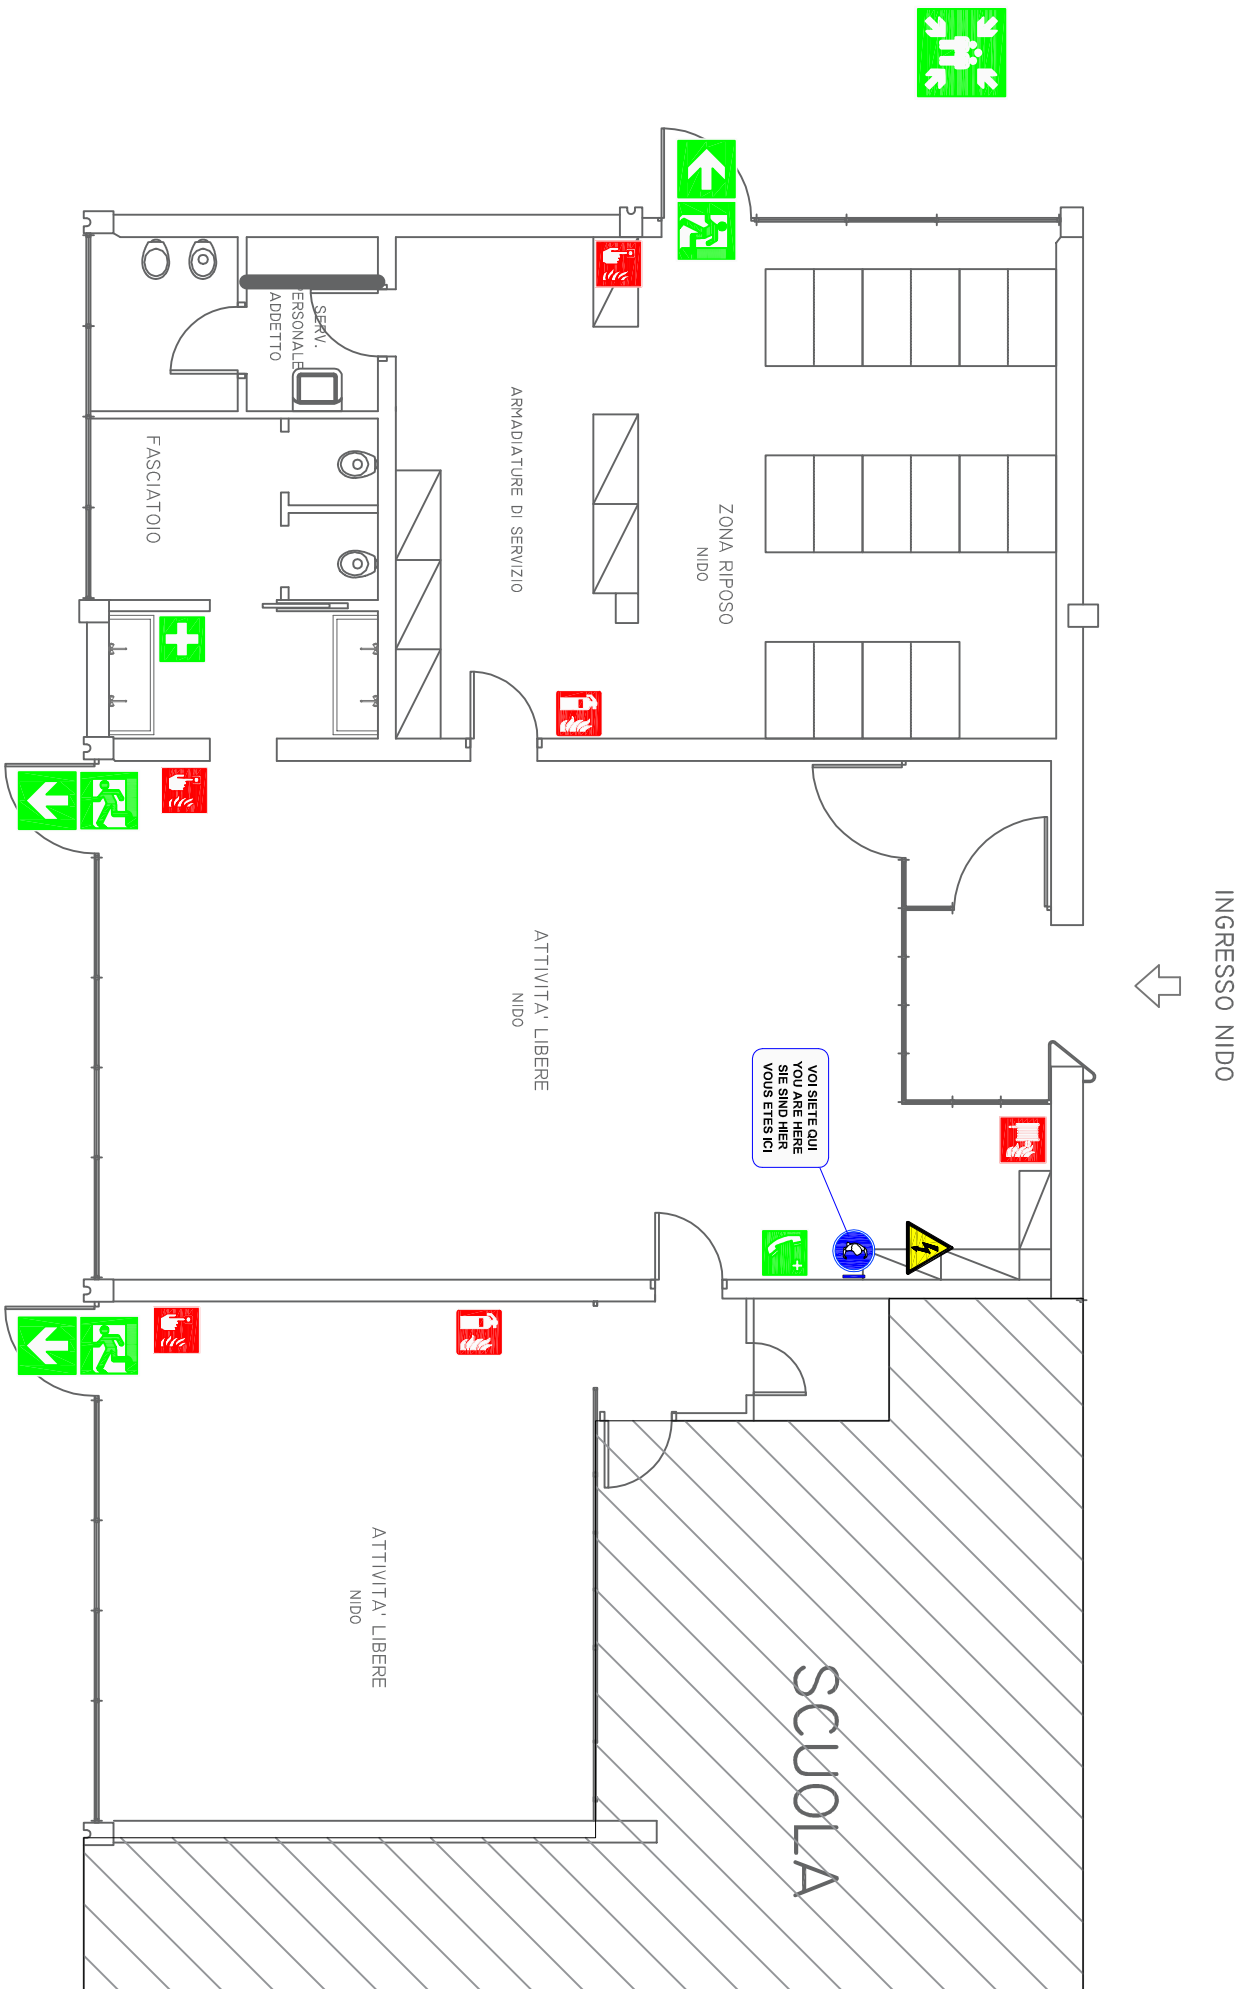 INGRESSO NIDO
SERV.
PERSONALE
ADDETTO
ZONA RIPOSO
NIDO
ARMADIATURE DI SERVIZIO
FASCIATOIO
VOI SIETE QUI
YOU ARE HERE
SIE SIND HIER
VOUS ETES ICI
ATTIVITA' LIBERE
NIDO
SCUOLA
ATTIVITA' LIBERE
NIDO